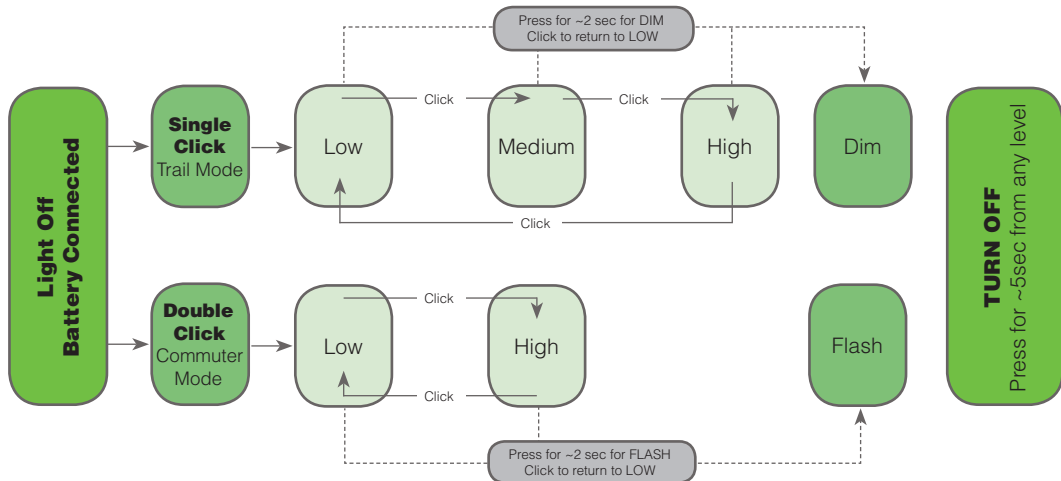 Press for ~2 sec for DIM
Click to return to LOW
Light Off
Battery Connected
Single
Click
Trail Mode
Low
Click
Medium
Click
High
Dim
Click
TURN OFF
Press for ~5sec from any level
Double
Click
Commuter
Mode
Low
Click
High
Click
Flash
Press for ~2 sec for FLASH
Click to return to LOW